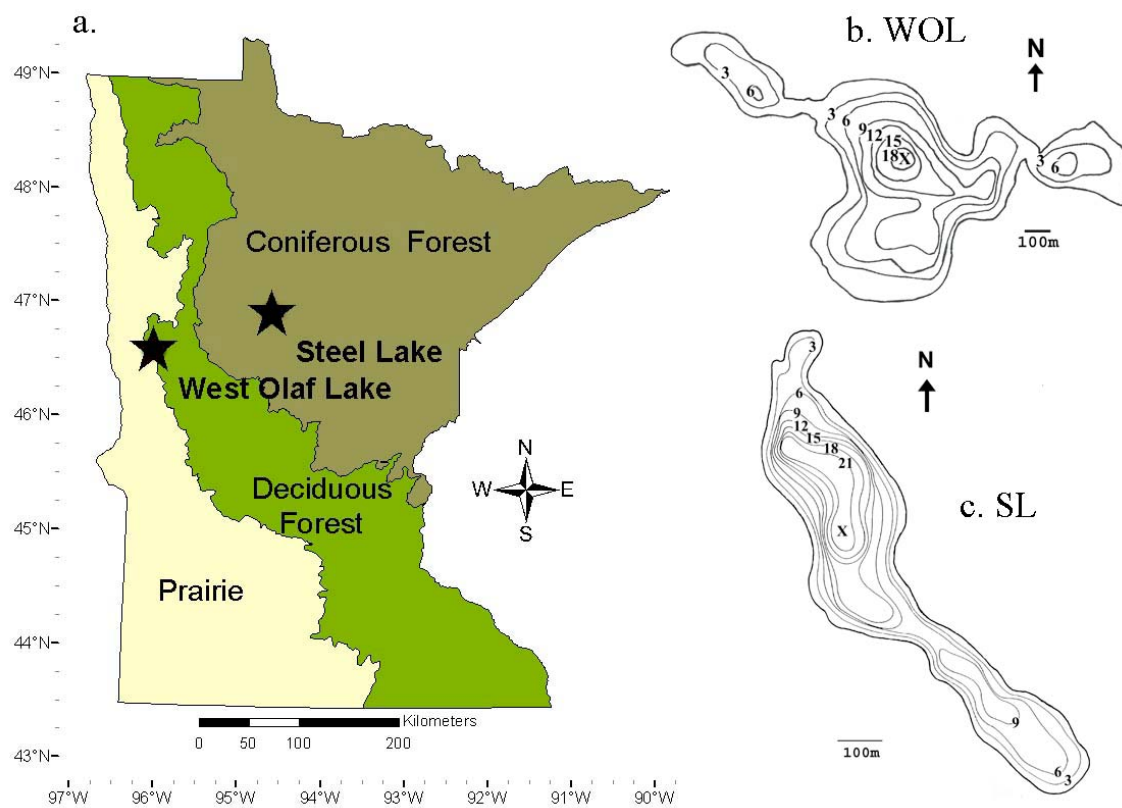 a.
49°N
48°N
47°N
46°N
45°N
44°N
43°N
97°W 96°W 95°W 94°W 93°W 92°W 91°W 90°W
Coniferous Forest
Steel Lake
West Olaf Lake
Deciduous
Forest
Prairie
N
W E
S
Kilometers
0 50 100 200
b. WOL
N
3
6
3 6 9 12 15
18 X
3
6
100m
c. SL
N
3
6
9
12
15
18
21
X
9
6 3
100m